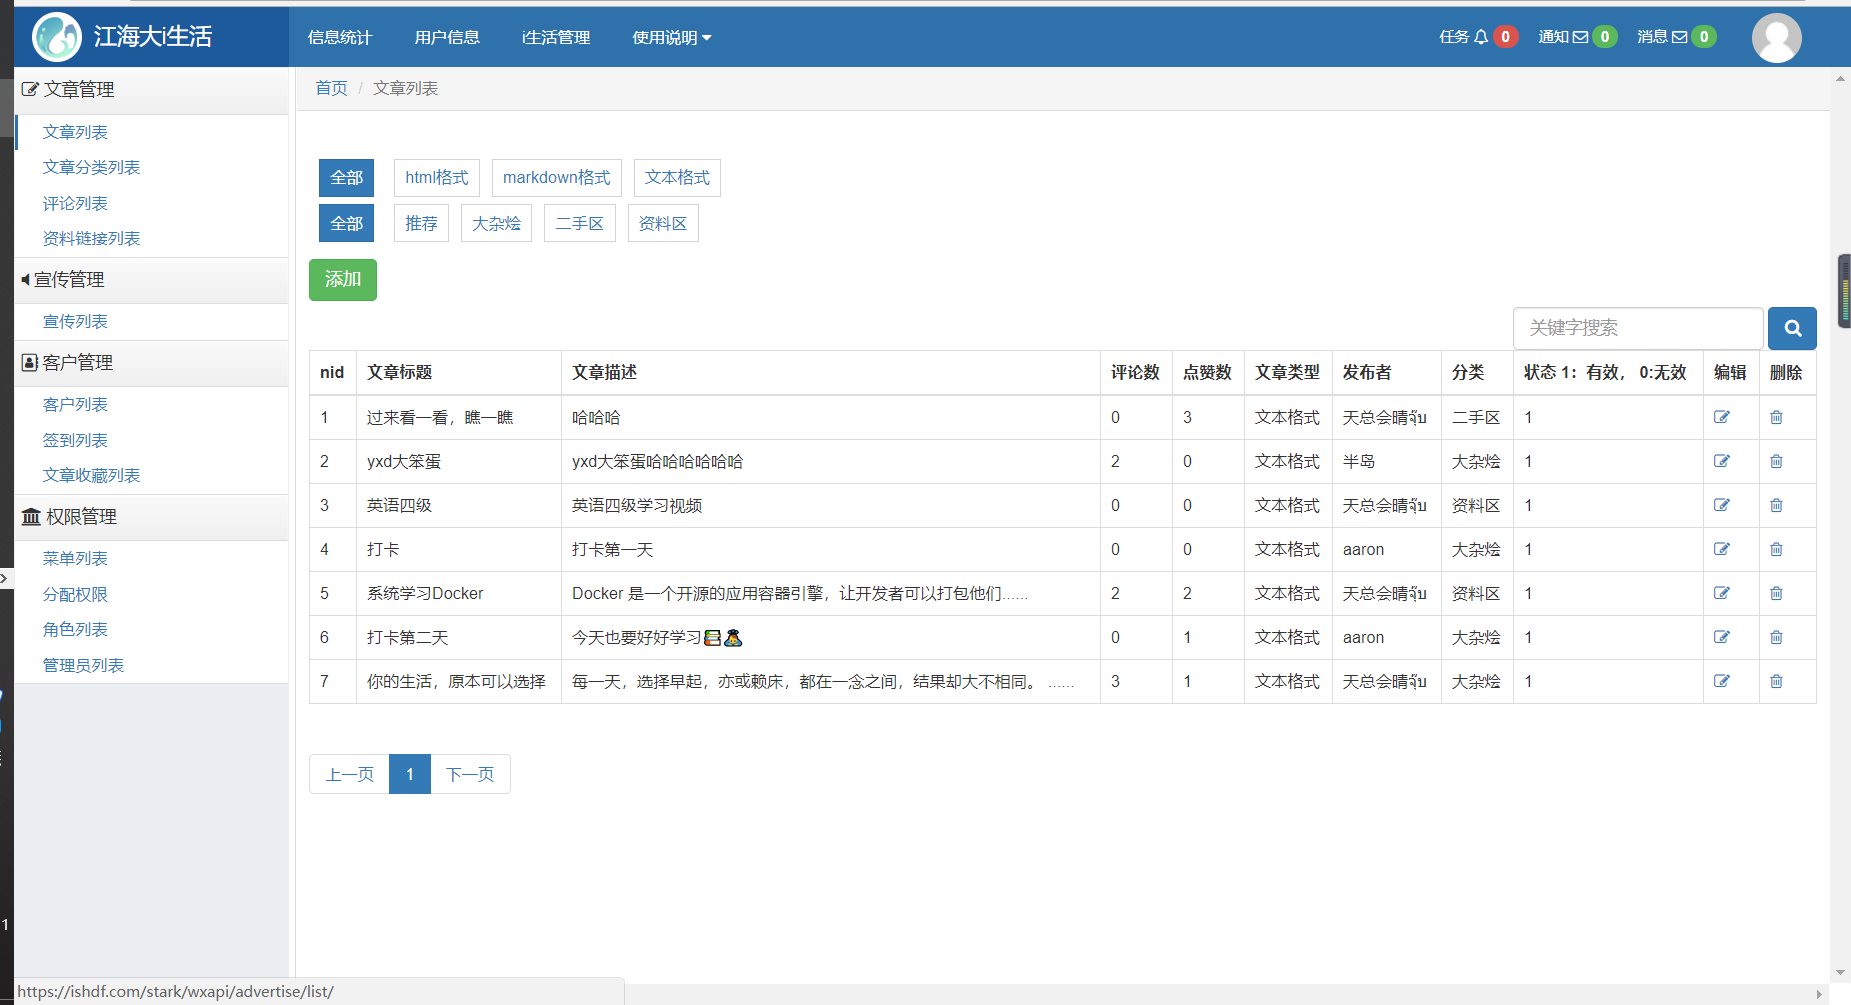 江海大i生活
信息统计 用户信息 i生活管理 使用说明 任务 0 通知 0 消息 0
文章管理
文章列表
文章分类列表
评论列表
资料链接列表
宣传管理
宣传列表
客户管理
客户列表
签到列表
文章收藏列表
权限管理
菜单列表
分配权限
角色列表
管理员列表
首页 / 文章列表
全部 html格式 markdown格式 文本格式
全部 推荐 大杂烩 二手区 资料区
添加
关键字搜索
nid 文章标题 文章描述 评论数 点赞数 文章类型 发布者 分类 状态 1：有效， 0:无效 编辑 删除
1 过来看一看，瞧一瞧 哈哈哈 0 3 文本格式 天总会晴 二手区 1
2 yxd大笨蛋 yxd大笨蛋哈哈哈哈哈哈 2 0 文本格式 半岛 大杂烩 1
3 英语四级 英语四级学习视频 0 0 文本格式 天总会晴 资料区 1
4 打卡 打卡第一天 0 0 文本格式 aaron 大杂烩 1
5 系统学习Docker Docker 是一个开源的应用容器引擎，让开发者可以打包他们...... 2 2 文本格式 天总会晴 资料区 1
6 打卡第二天 今天也要好好学习 0 1 文本格式 aaron 大杂烩 1
7 你的生活，原本可以选择 每一天，选择早起，亦或赖床，都在一念之间，结果却大不相同。 ...... 3 1 文本格式 天总会晴 大杂烩 1
上一页 1 下一页
1
https://ishdf.com/stark/wxapi/advertise/list/